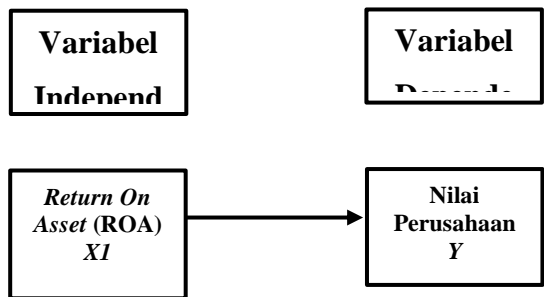 Variabel
Independ
Variabel
Return On
Asset (ROA)
X1
Nilai
Perusahaan
Y